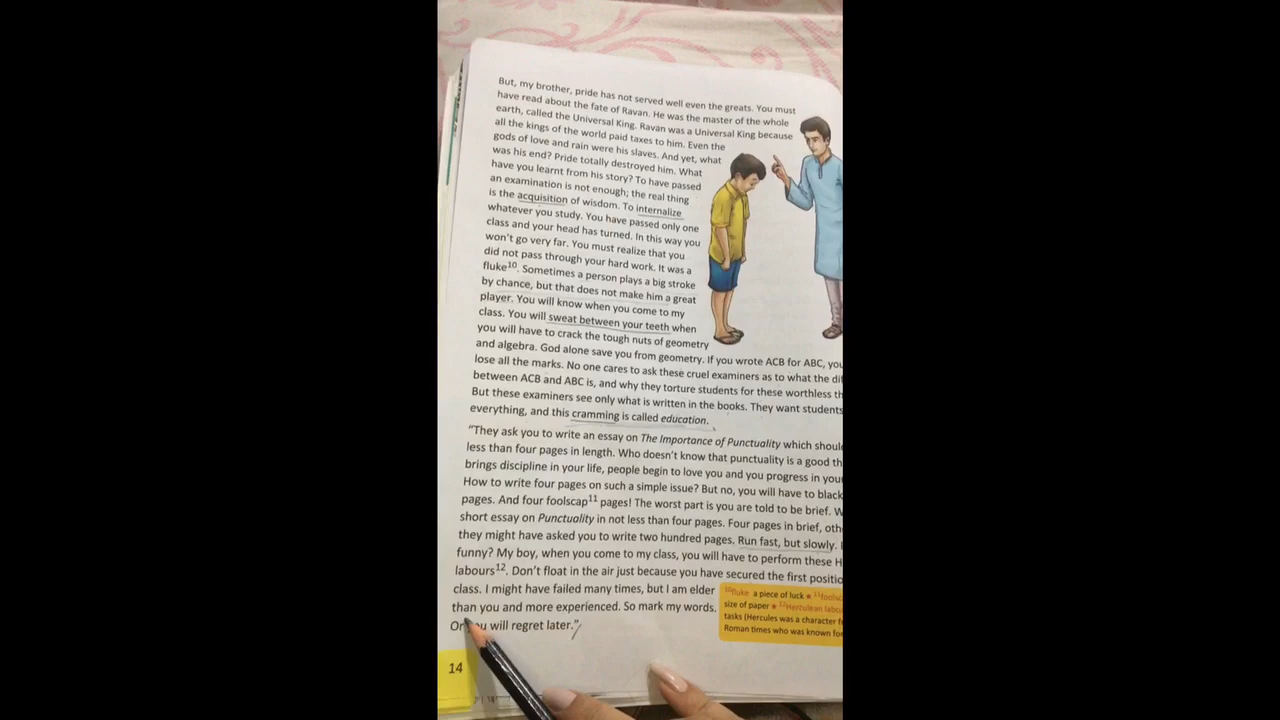 But, my brother, pride has not served well even the greats. You must
have read about the fate of Ravan. He was the master of the whole
earth, called the Universal King. Ravan was a Universal King because
all the kings of the world paid taxes to him. Even the
gods of love and rain were his slaves. And yet, what
was his end? Pride totally destroyed him. What
have you learnt from his story? To have passed
an examination is not enough; the real thing
is the acquisition of wisdom. To internalize
whatever you study. You have passed only one
class and your head has turned. In this way you
won't go very far. You must realize that you
did not pass through your hard work. It was a
fluke10. Sometimes a person plays a big stroke
by chance, but that does not make him a great
player. You will know when you come to my
class. You will sweat between your teeth when
you will have to crack the tough nuts of geometry
and algebra. God alone save you from geometry. If you wrote ACB for ABC, you
lose all the marks. No one cares to ask these cruel examiners as to what the
between ACB and ABC is, and why they torture students for these worthless
But these examiners see only what is written in the books. They want students
everything, and this cramming is called education.
"They ask you to write an essay on The Importance of Punctuality which
less than four pages in length. Who doesn't know that punctuality is a good
brings discipline in your life, people begin to love you and you progress in
How to write four pages on such a simple issue? But no, you will have to
pages. And four foolscap11 pages! The worst part is you are told to be brief.
short essay on Punctuality in not less than four pages. Four pages in brief,
they might have asked you to write two hundred pages. Run fast, but slowly.
funny? My boy, when you come to my class, you will have to perform these
labours12. Don't float in the air just because you have secured the first
class. I might have failed many times, but I am elder
than you and more experienced. So mark my words,
Or you will regret later."
10fluke a piece of luck
size of paper 12Herculean
tasks (Hercules was a character
Roman times who was known
14